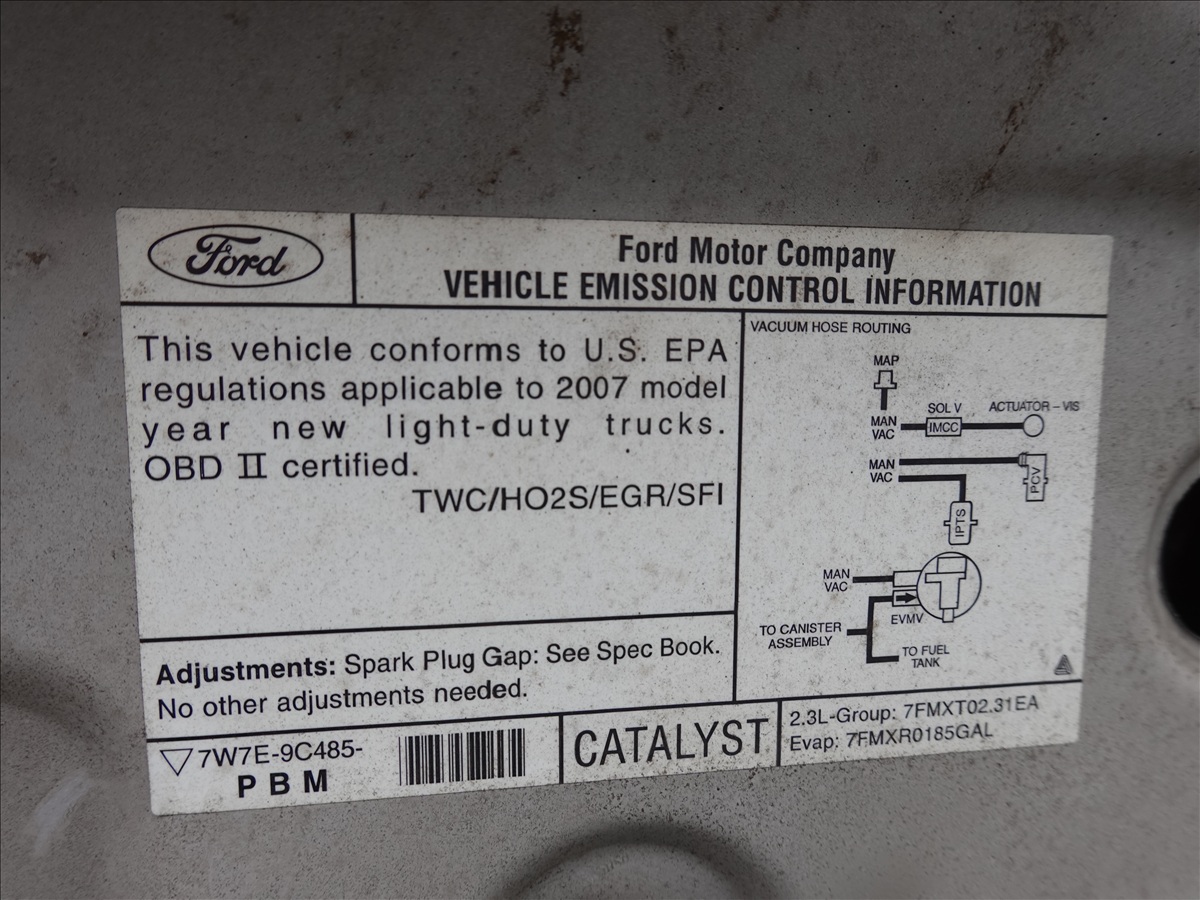 Ford
Ford Motor Company
VEHICLE EMISSION CONTROL INFORMATION
This vehicle conforms to U.S. EPA
regulations applicable to 2007 model
year new light-duty trucks.
OBD II certified.
TWC/HO2S/EGR/SFI
Adjustments: Spark Plug Gap: See Spec Book.
No other adjustments needed.
VACUUM HOSE ROUTING
MAP
MAN
VAC
SOL V
IMCC
ACTUATOR - VIS
MAN
VAC
PCV
IPTS
MAN
VAC
EVMV
TO CANISTER
ASSEMBLY
TO FUEL
TANK
7W7E-9C485-
P B M
CATALYST
2.3L-Group: 7FMXT02.31EA
Evap: 7FMXR0185GAL